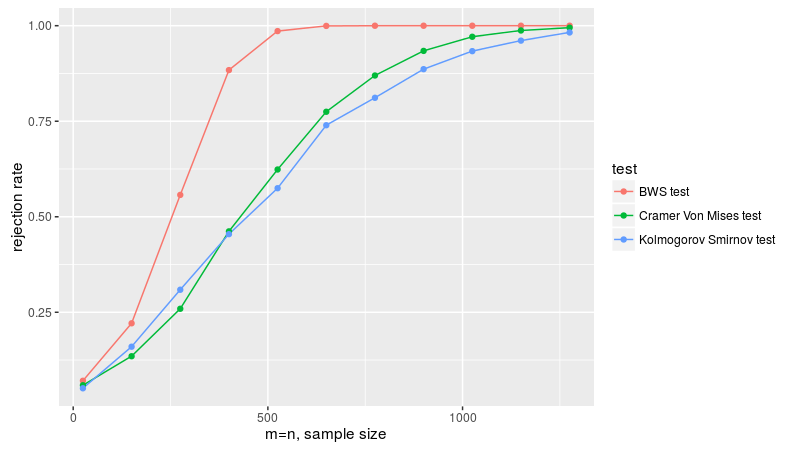 1.00
0.75
0.50
0.25
rejection rate
0
500
1000
m=n, sample size
test
BWS test
Cramer Von Mises test
Kolmogorov Smirnov test